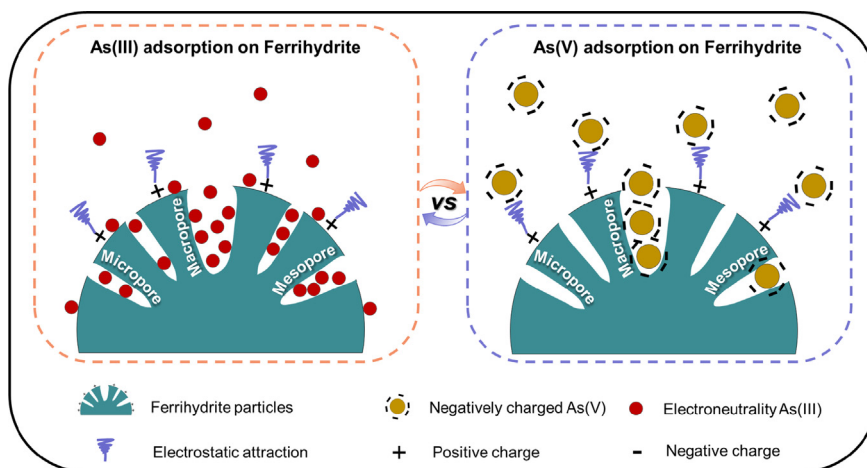 As(III) adsorption on Ferrihydrite
As(V) adsorption on Ferrihydrite
Micropore
Macropore
Mesopore
VS
Micropore
Macropore
Mesopore
Ferrihydrite particles
Negatively charged As(V)
Electroneutrality As(III)
Electrostatic attraction
+ Positive charge
- Negative charge